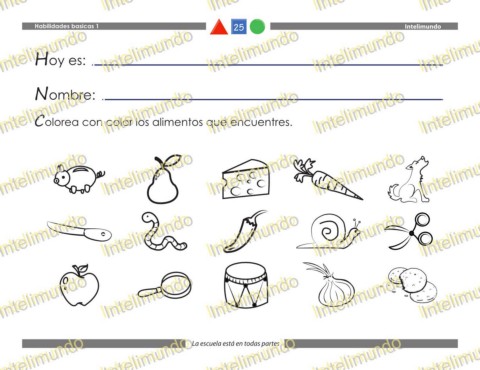 Habilidades basicas 1
25
Intelimundo
Hoy es:
Nombre:
Colorea con color los alimentos que encuentres.
La escuela está en todas partes
Intelimundo